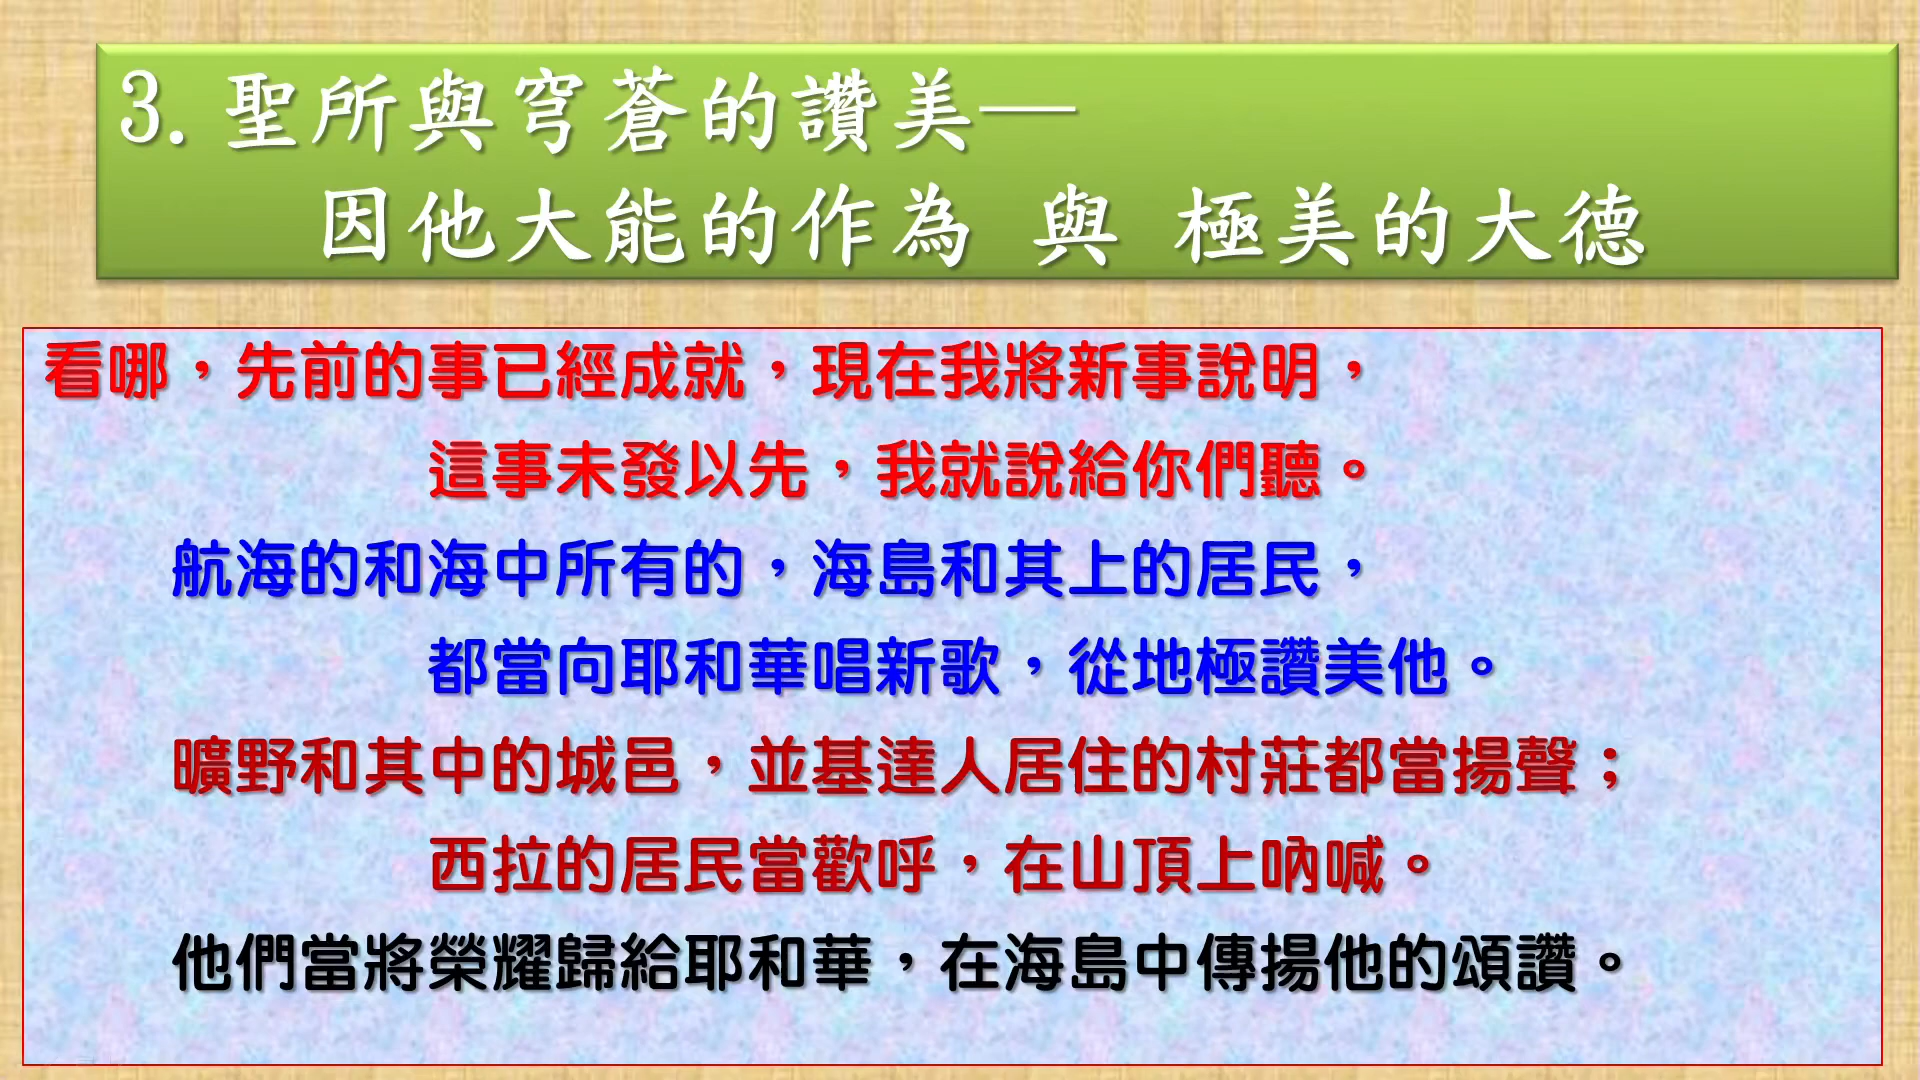 3.聖所與穹蒼的讚美—
因他大能的作為 與 極美的大德
看哪，先前的事已經成就，現在我將新事說明，
這事未發以先，我就說給你們聽。
航海的和海中所有的，海島和其上的居民，
都當向耶和華唱新歌，從地極讚美他。
曠野和其中的城邑，並基達人居住的村莊都當揚聲；
西拉的居民當歡呼，在山頂上吶喊。
他們當將榮耀歸給耶和華，在海島中傳揚他的頌讚。